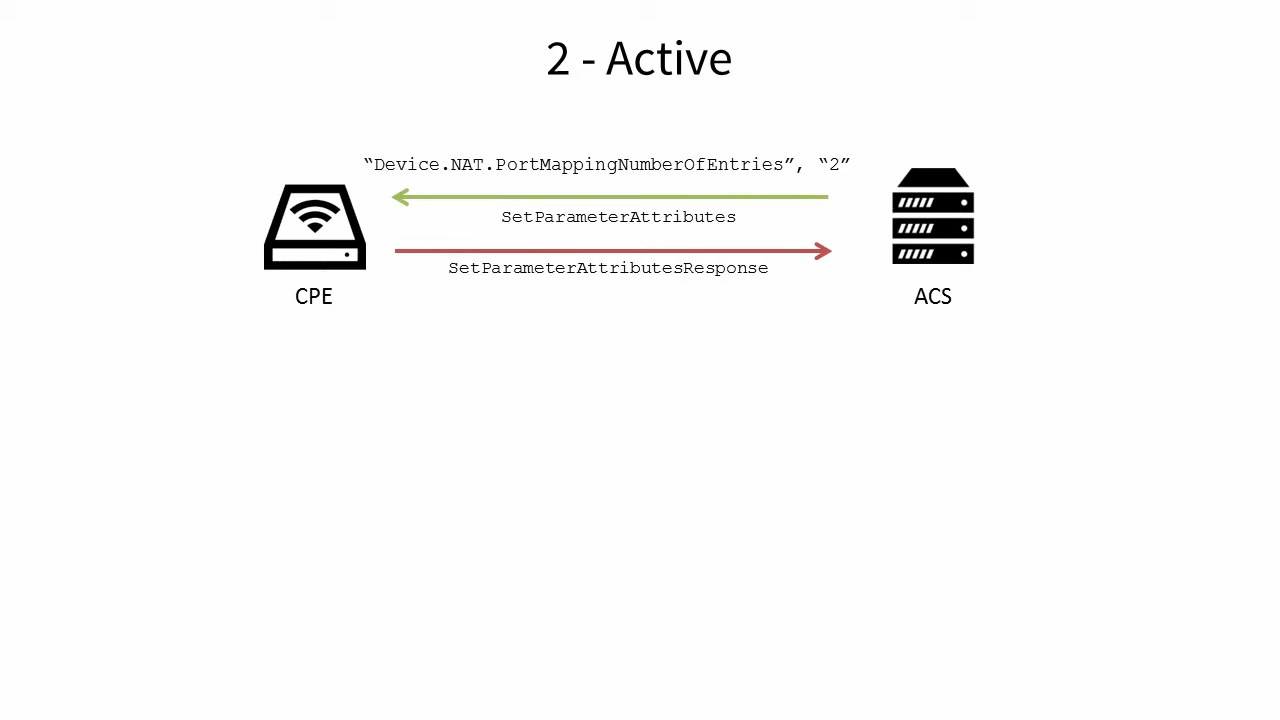 2 - Active
“Device.NAT.PortMappingNumberOfEntries”, “2”
SetParameterAttributes
SetParameterAttributesResponse
CPE
ACS